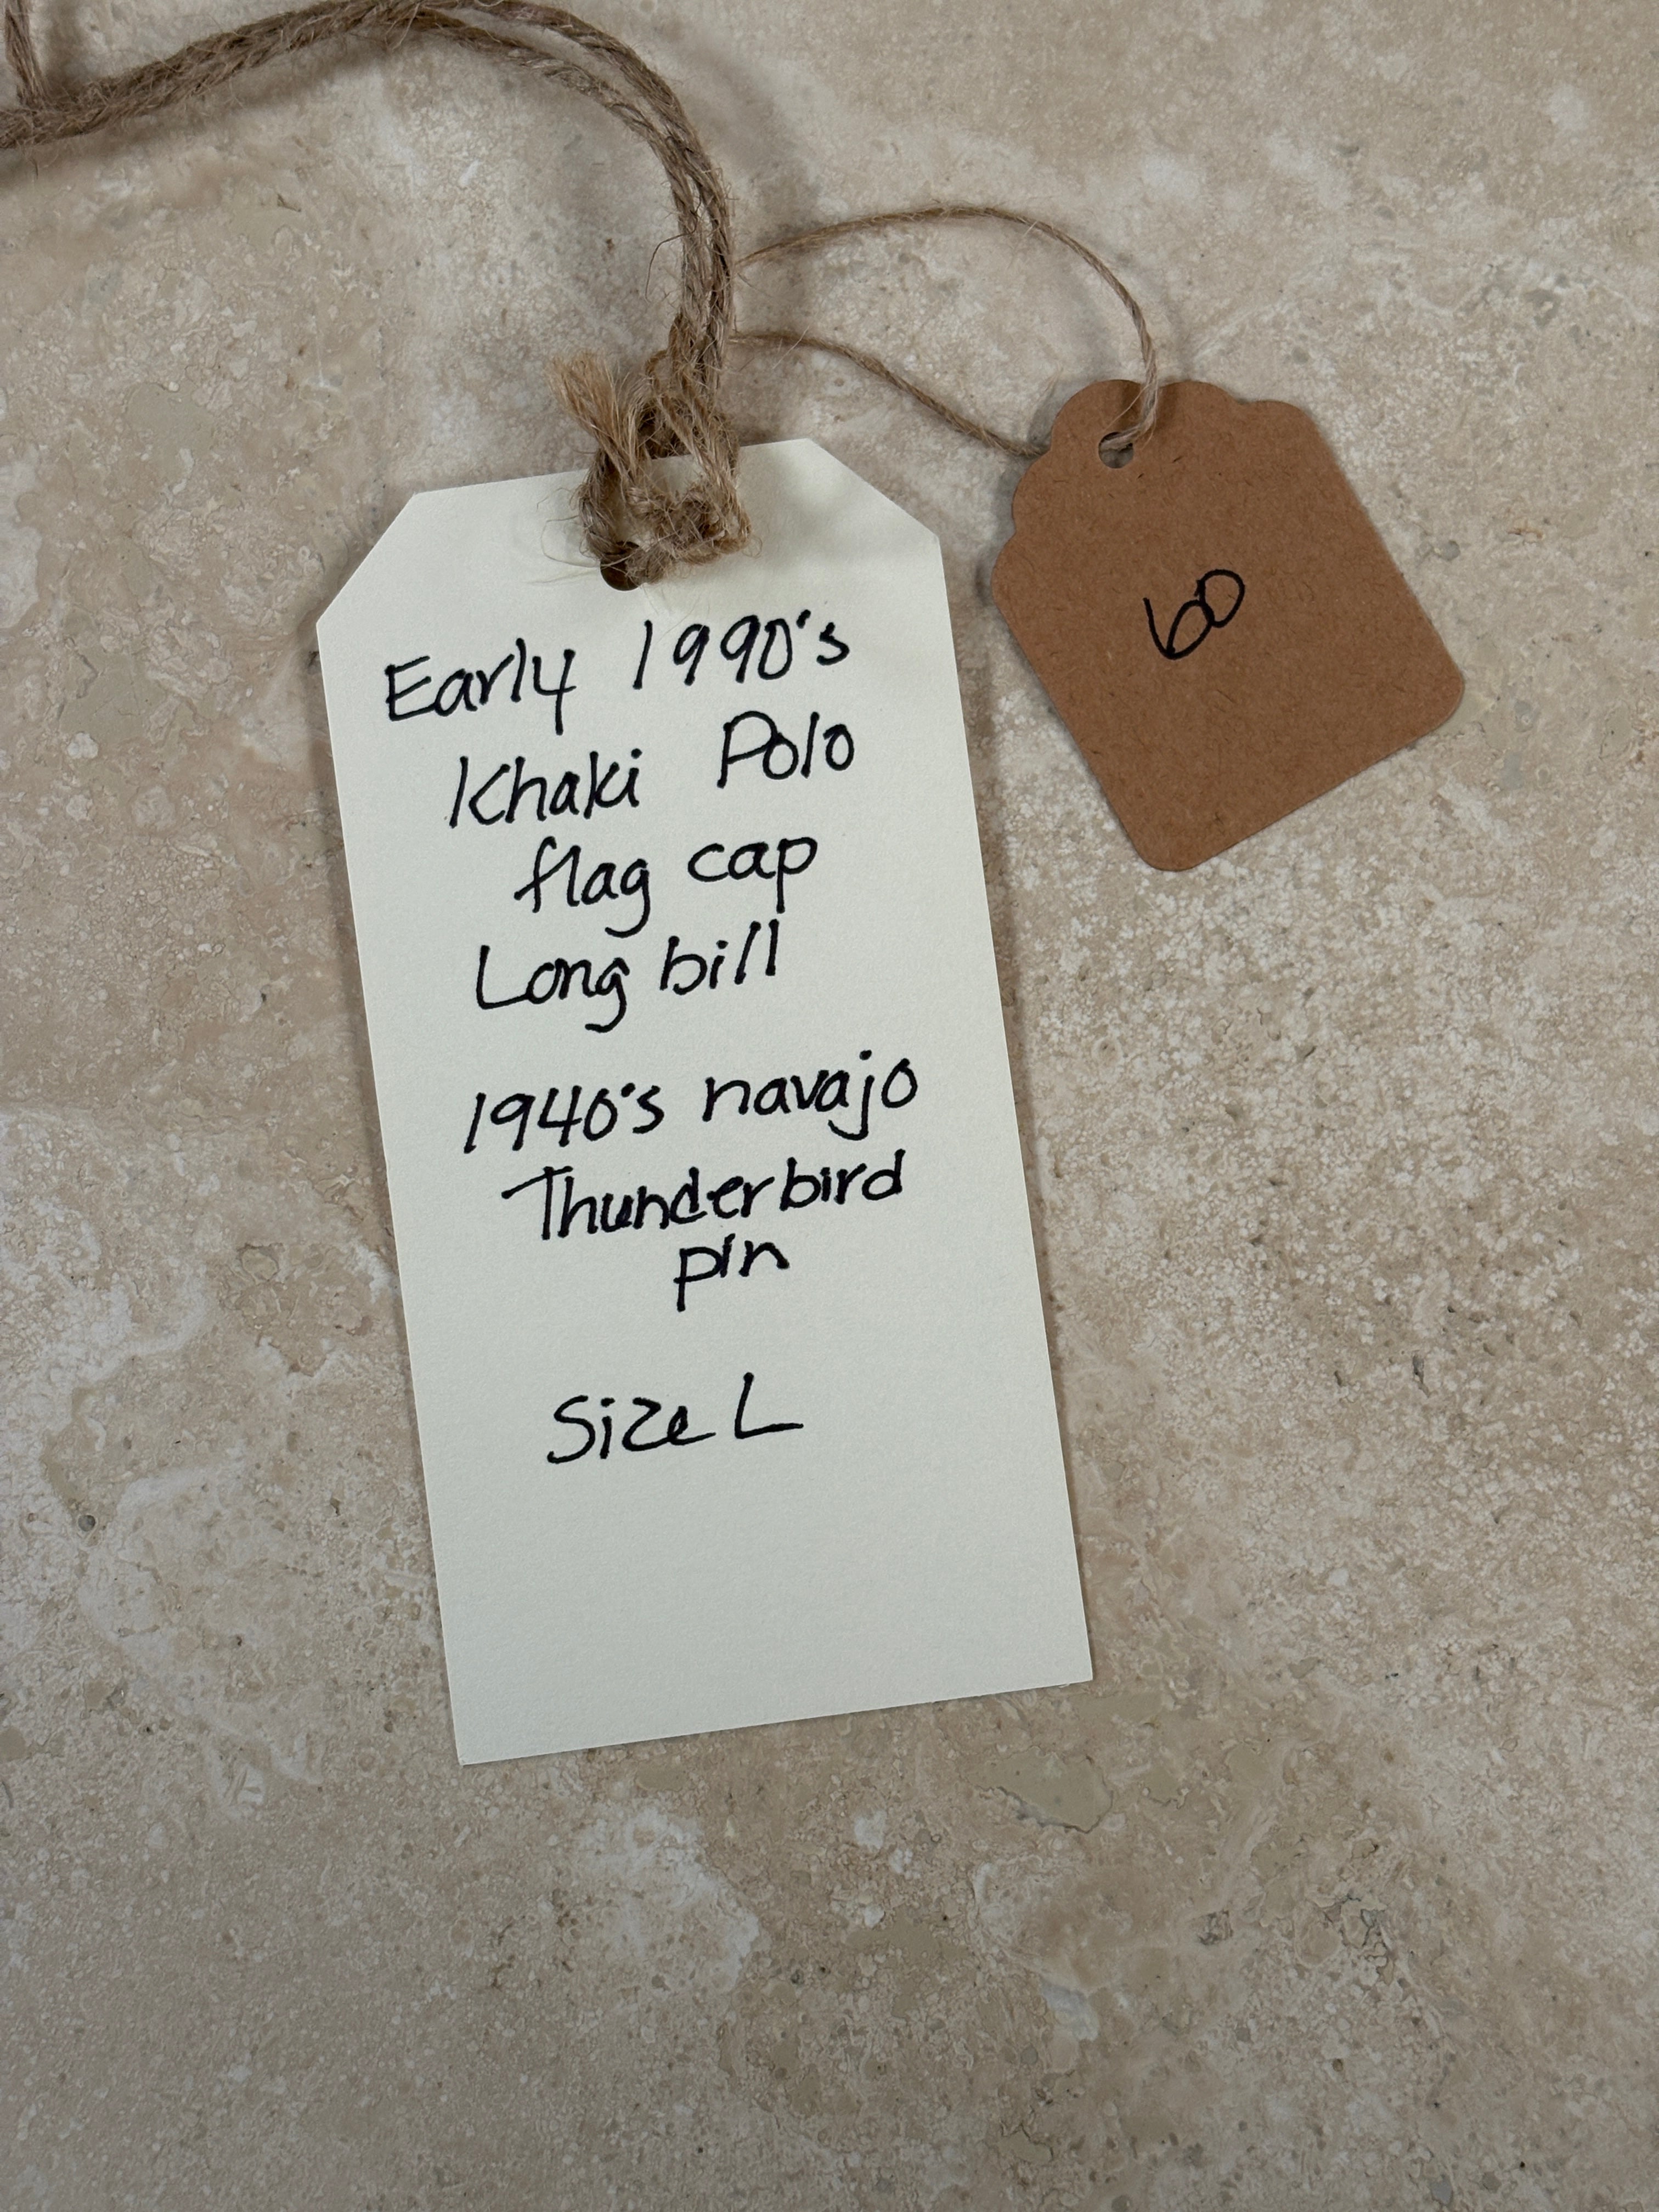 Early 1990's
Khaki Polo
flag cap
Long bill
1940's navajo
Thunderbird
pin
Size L
60